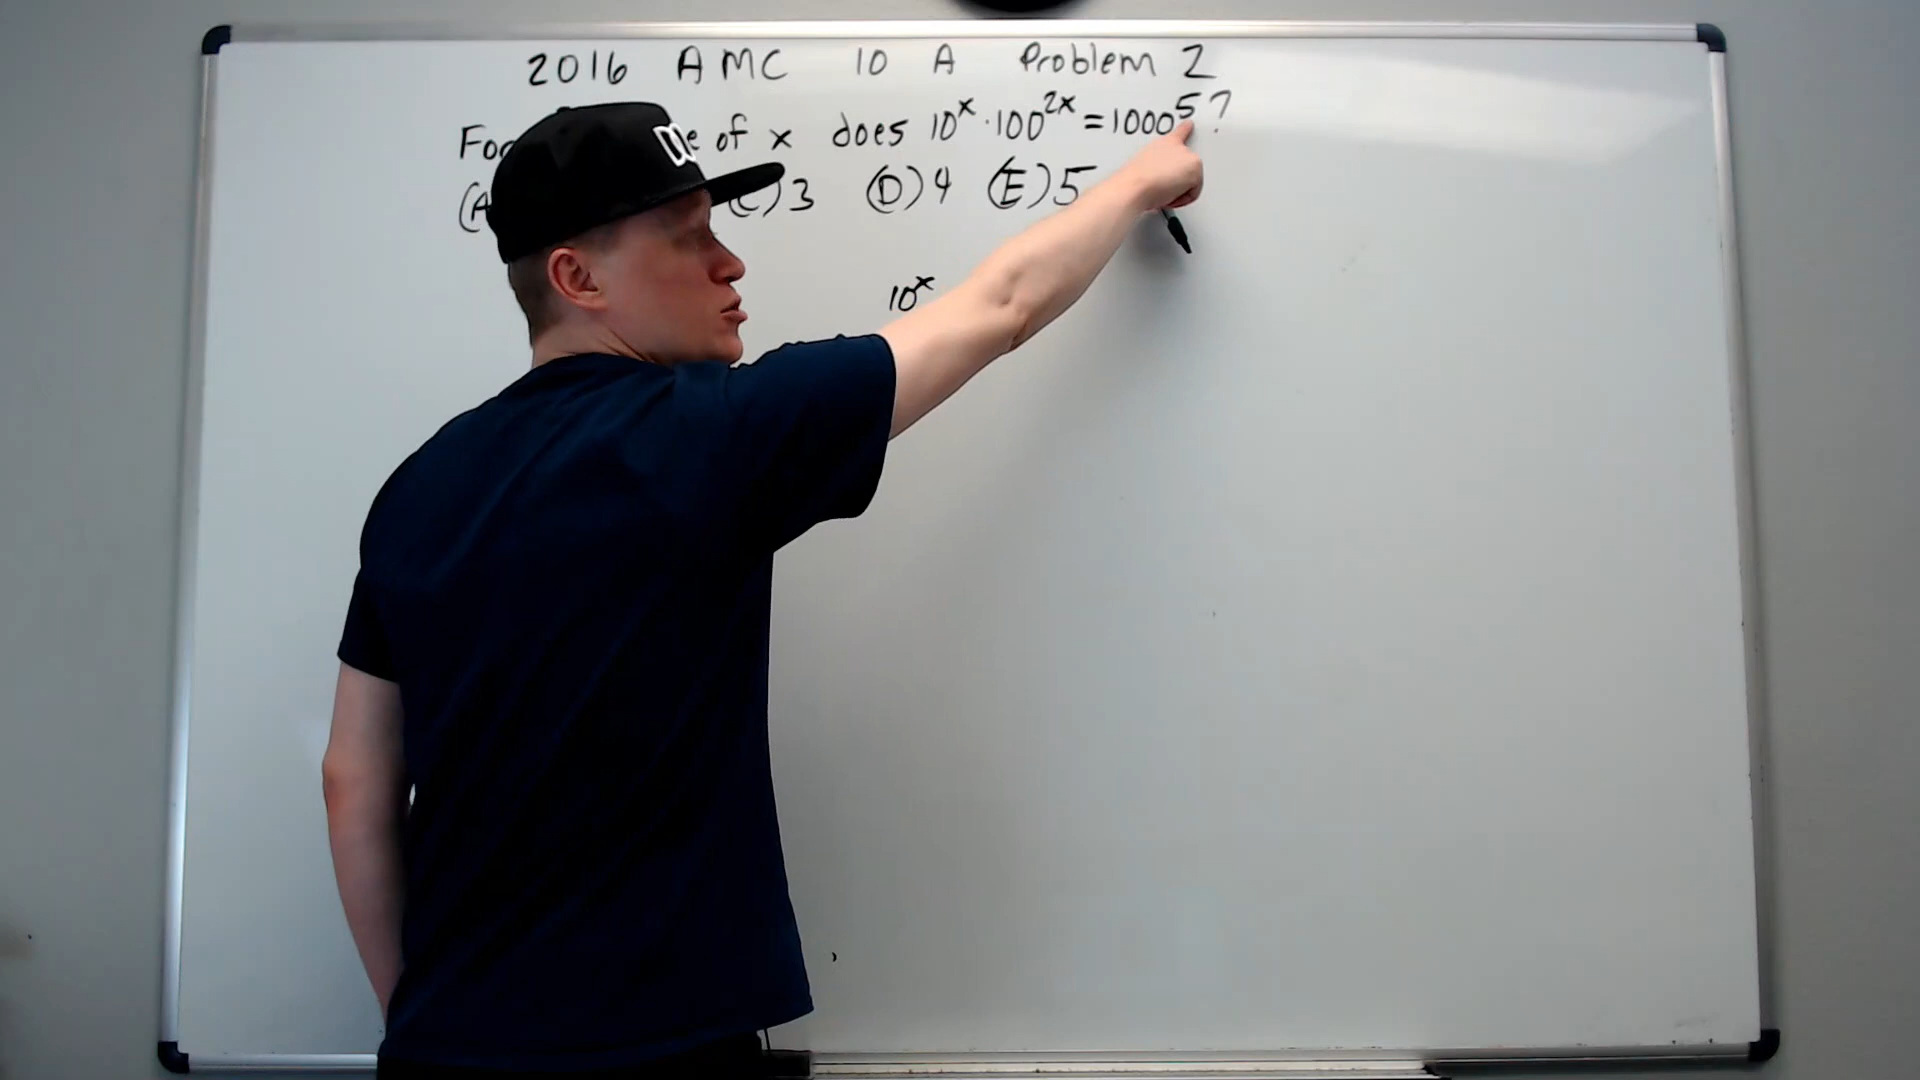 2016 AMC 10 A Problem 2
For of x does 10^x · 100^2x = 1000^5 ?
(A ) 3 (D) 4 (E) 5
10^x